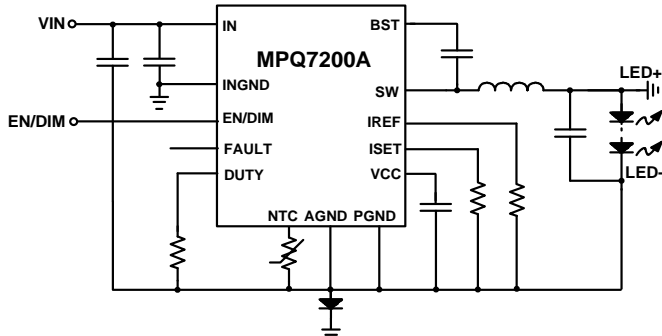 VIN
IN
BST
MPQ7200A
LED+
INGND
SW
EN/DIM
EN/DIM
IREF
FAULT
ISET
LED-
DUTY
VCC
NTC AGND PGND